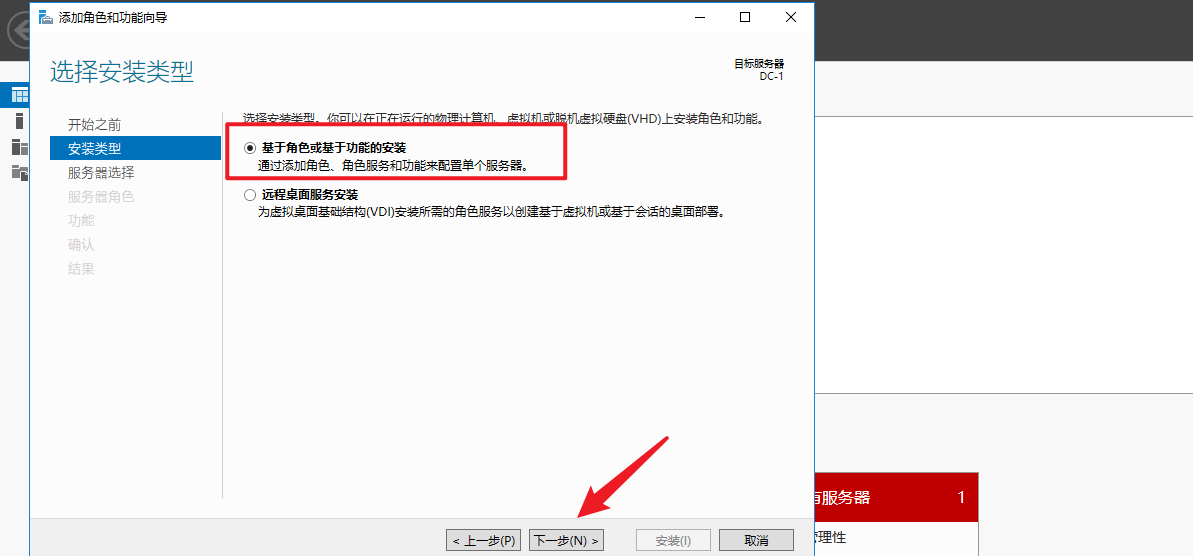 添加角色和功能向导
选择安装类型
目标服务器
DC-1
开始之前
安装类型
服务器选择
服务器角色
功能
确认
结果
选择安装类型。你可以在正在运行的物理计算机、虚拟机或脱机虚拟硬盘(VHD)上安装角色和功能。
基于角色或基于功能的安装
通过添加角色、角色服务和功能来配置单个服务器。
远程桌面服务安装
为虚拟桌面基础结构(VDI)安装所需的角色服务以创建基于虚拟机或基于会话的桌面部署。
< 上一步(P)
下一步(N) >
安装(I)
取消
有服务器 1
管理性